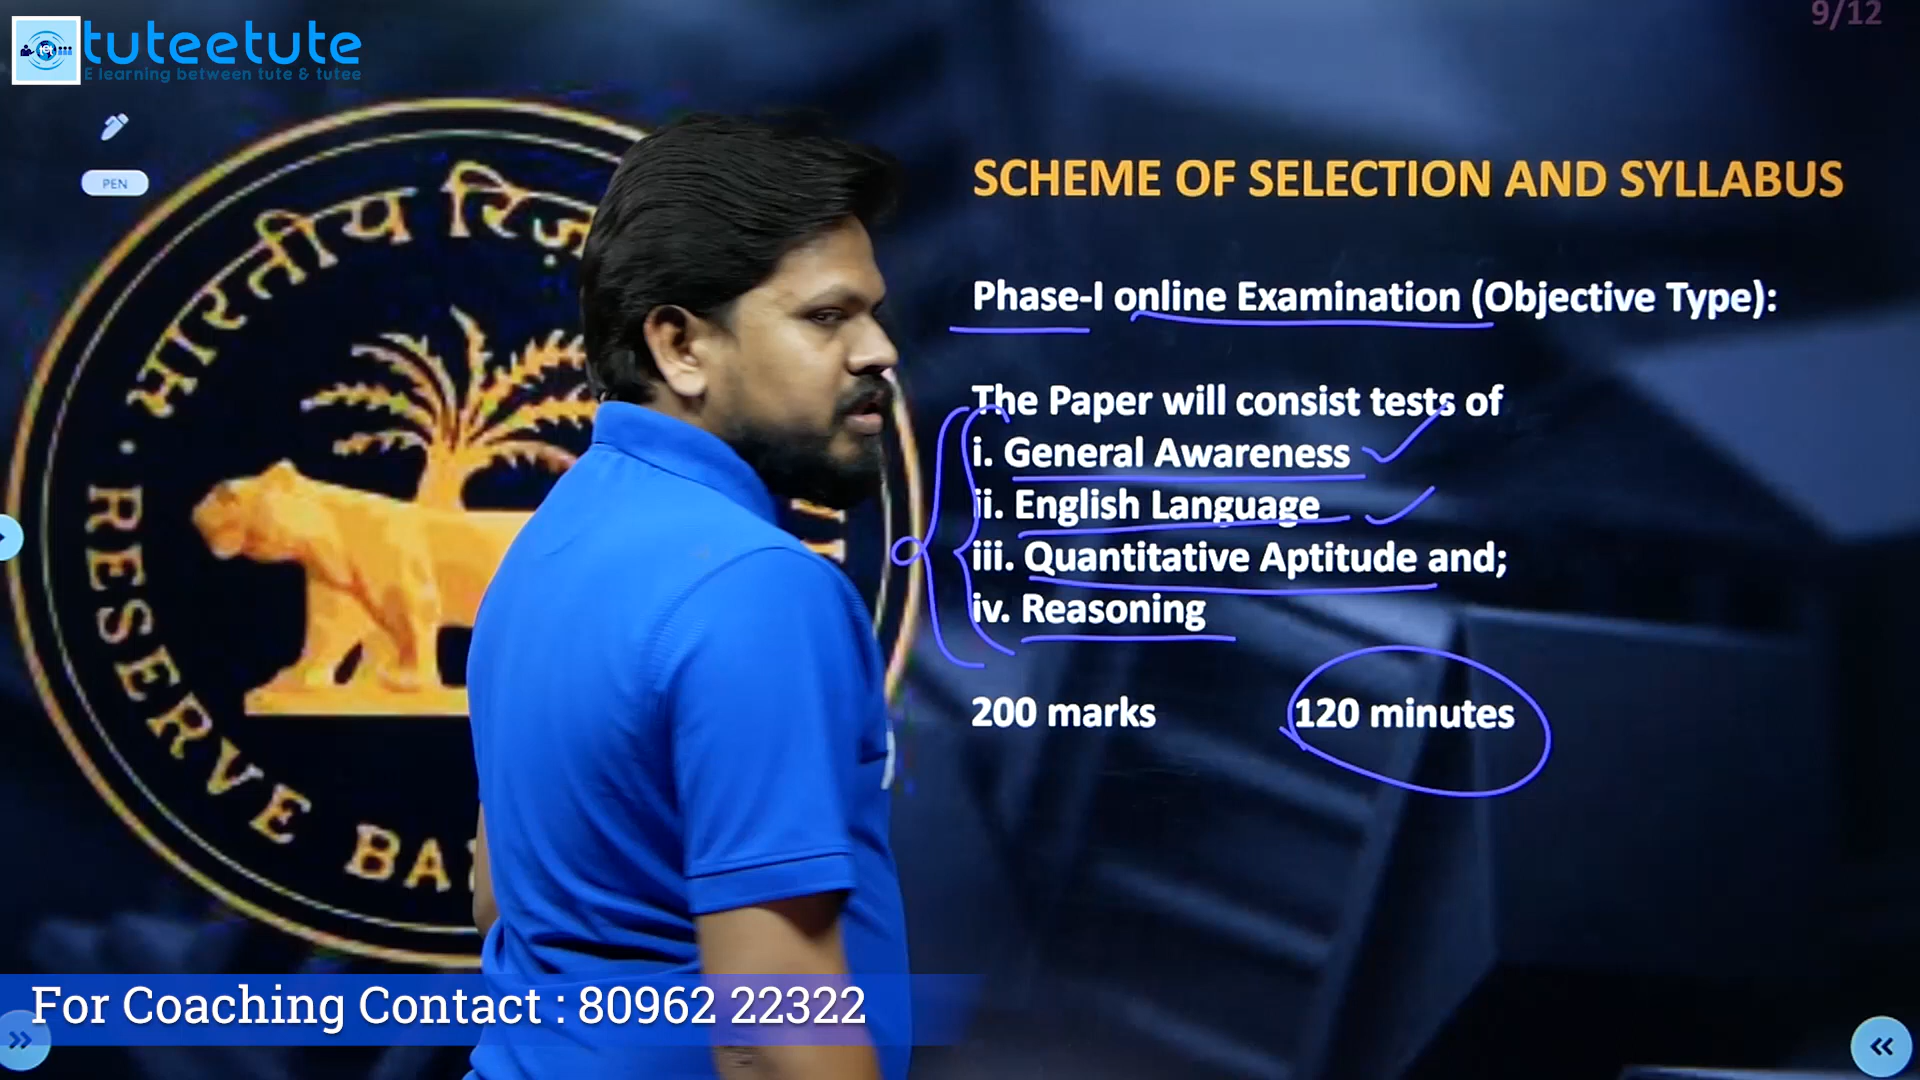 9/12
tuteetute
E learning between tute & tutee
tet
PEN
भारतीय रिज़
RESERVE BA
SCHEME OF SELECTION AND SYLLABUS
Phase-I online Examination (Objective Type):
The Paper will consist tests of
i. General Awareness
ii. English Language
iii. Quantitative Aptitude and;
iv. Reasoning
200 marks 120 minutes
For Coaching Contact : 80962 22322